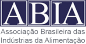 ABIA
Associação Brasileira das
Indústrias da Alimentação